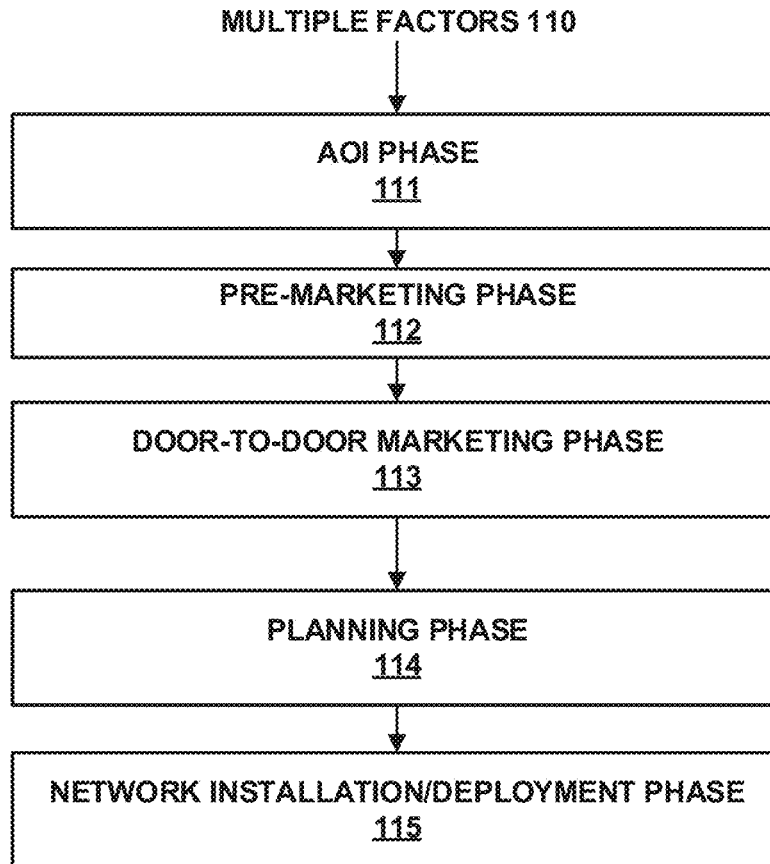 MULTIPLE FACTORS 110
AOI PHASE
111
PRE-MARKETING PHASE
112
DOOR-TO-DOOR MARKETING PHASE
113
PLANNING PHASE
114
NETWORK INSTALLATION/DEPLOYMENT PHASE
115